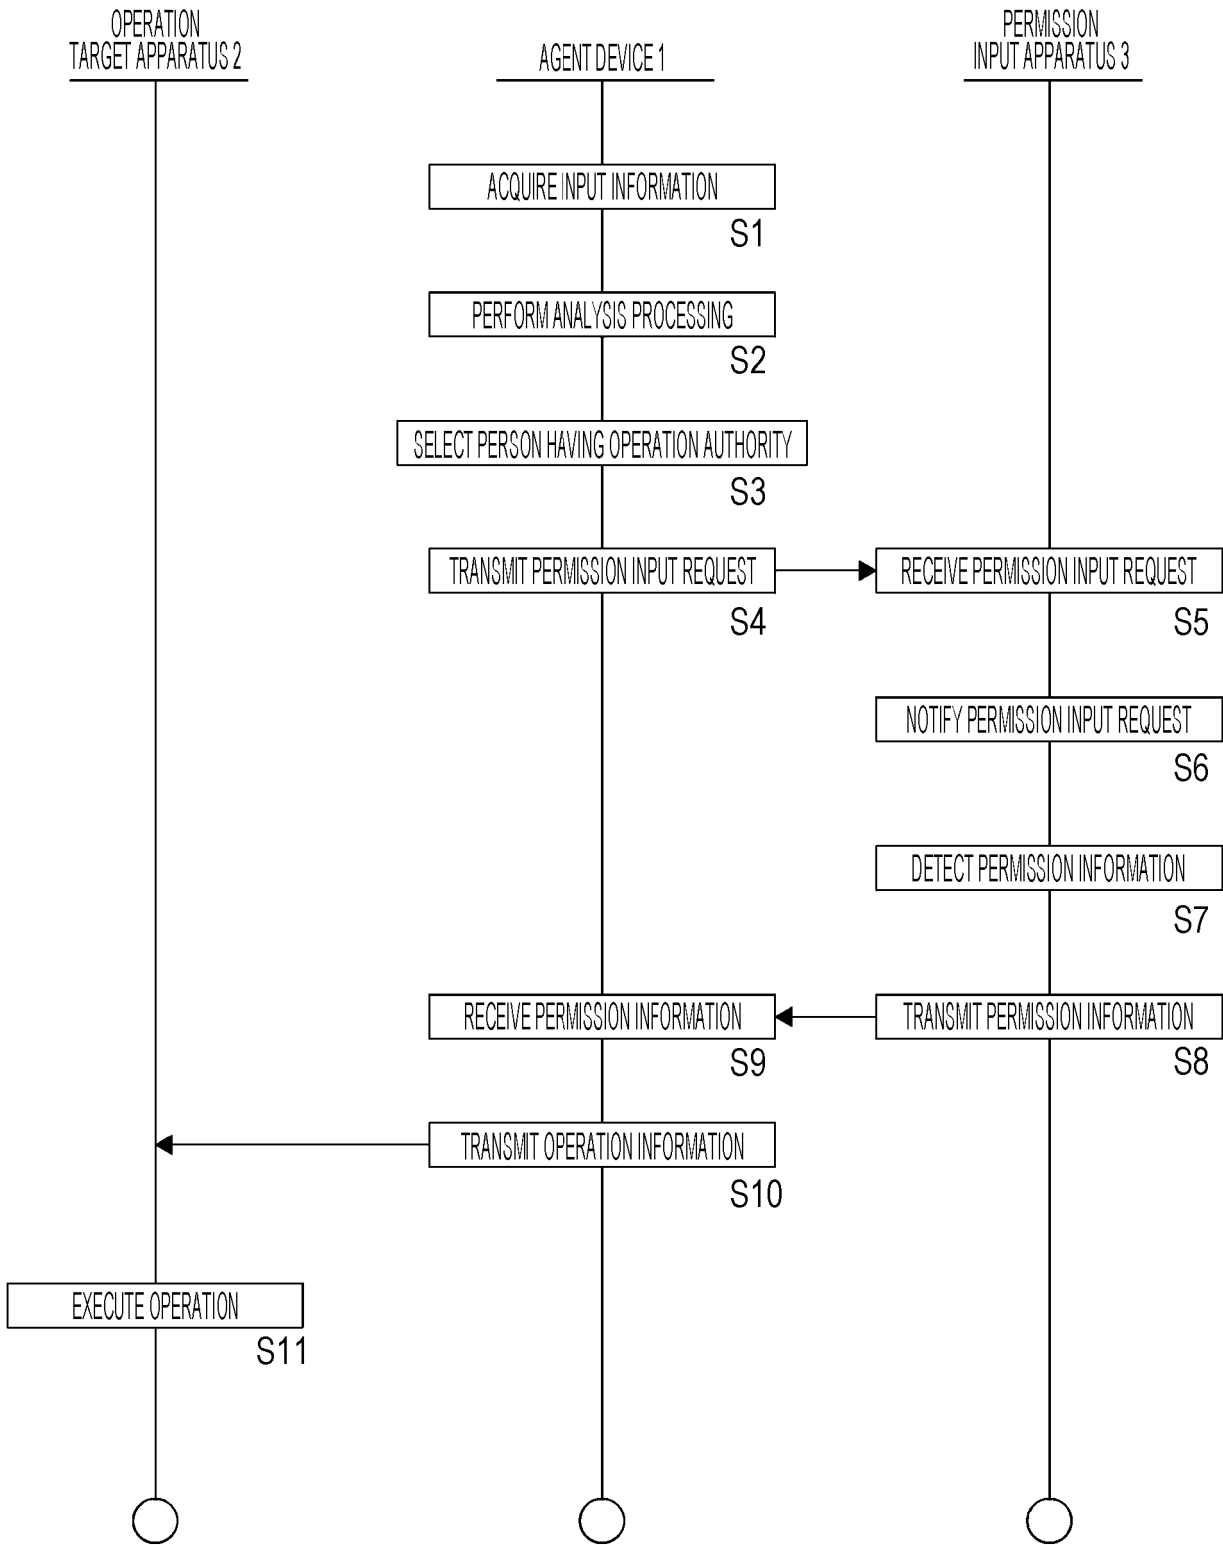 OPERATION
TARGET APPARATUS 2
AGENT DEVICE 1
PERMISSION
INPUT APPARATUS 3
ACQUIRE INPUT INFORMATION
S1
PERFORM ANALYSIS PROCESSING
S2
SELECT PERSON HAVING OPERATION AUTHORITY
S3
TRANSMIT PERMISSION INPUT REQUEST
S4
RECEIVE PERMISSION INPUT REQUEST
S5
NOTIFY PERMISSION INPUT REQUEST
S6
DETECT PERMISSION INFORMATION
S7
TRANSMIT PERMISSION INFORMATION
S8
RECEIVE PERMISSION INFORMATION
S9
TRANSMIT OPERATION INFORMATION
S10
EXECUTE OPERATION
S11